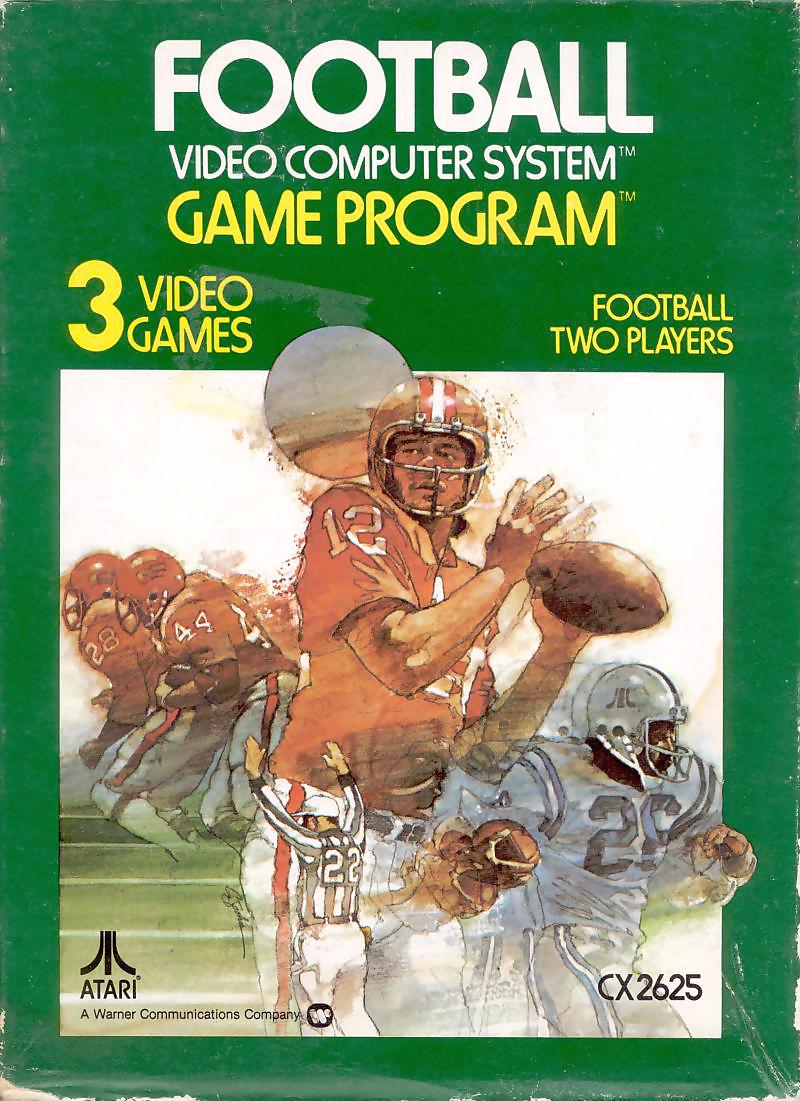 FOOTBALL
VIDEO COMPUTER SYSTEM™
GAME PROGRAM™
3 VIDEO
GAMES
FOOTBALL
TWO PLAYERS
12
28
44
22
ATARI®
A Warner Communications Company
CX2625